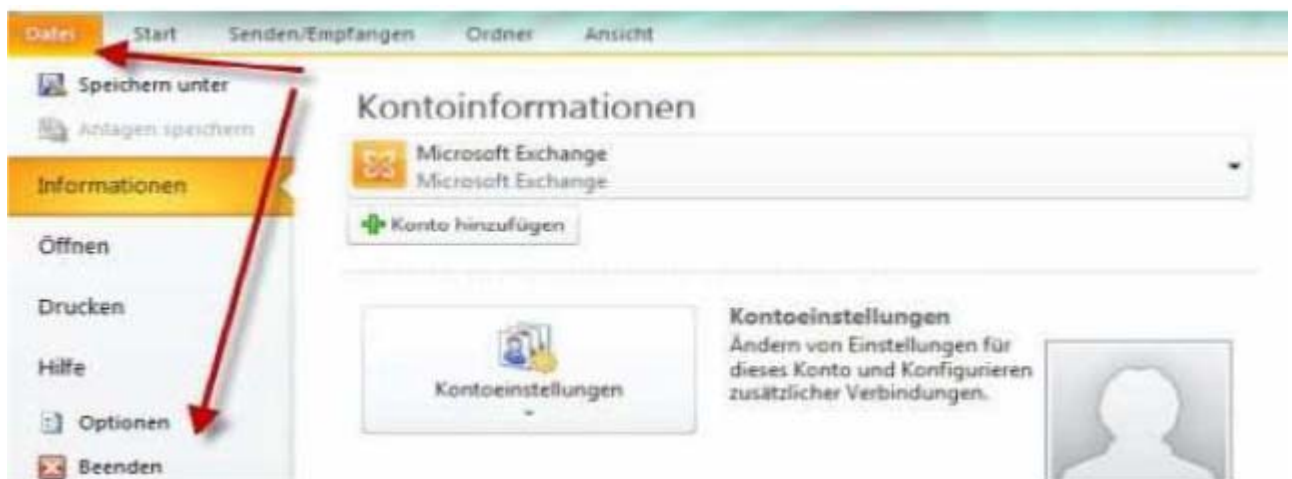 Datei Start Senden/Empfangen Ordner Ansicht
Speichern unter
Anlagen speichern
Informationen
Öffnen
Drucken
Hilfe
Optionen
Beenden
Kontoinformationen
Microsoft Exchange
Microsoft Exchange
Konto hinzufügen
Kontoeinstellungen
Kontoeinstellungen
Ändern von Einstellungen für
dieses Konto und Konfigurieren
zusätzlicher Verbindungen.